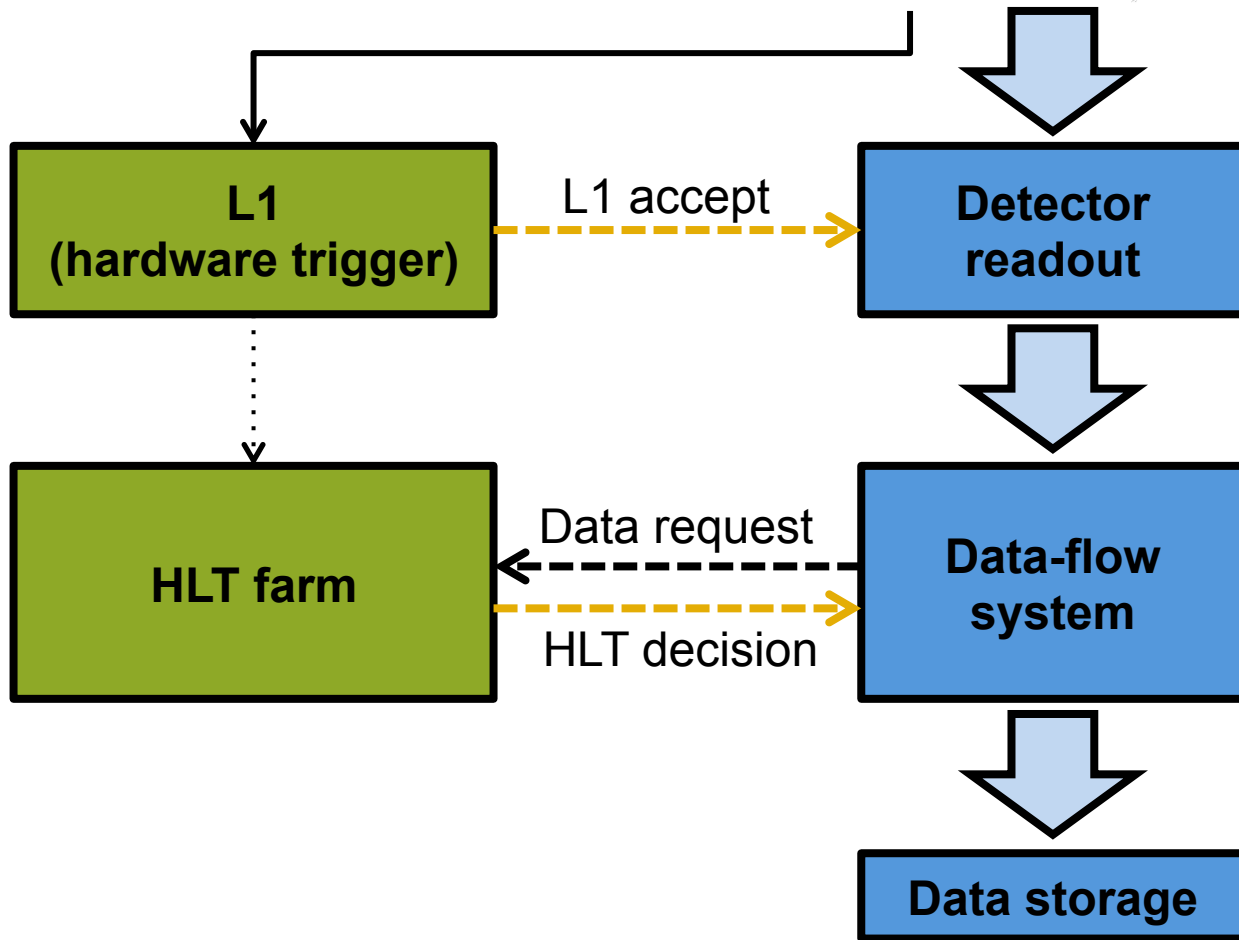 L1
(hardware trigger)
L1 accept
Detector
readout
HLT farm
Data request
HLT decision
Data-flow
system
Data storage